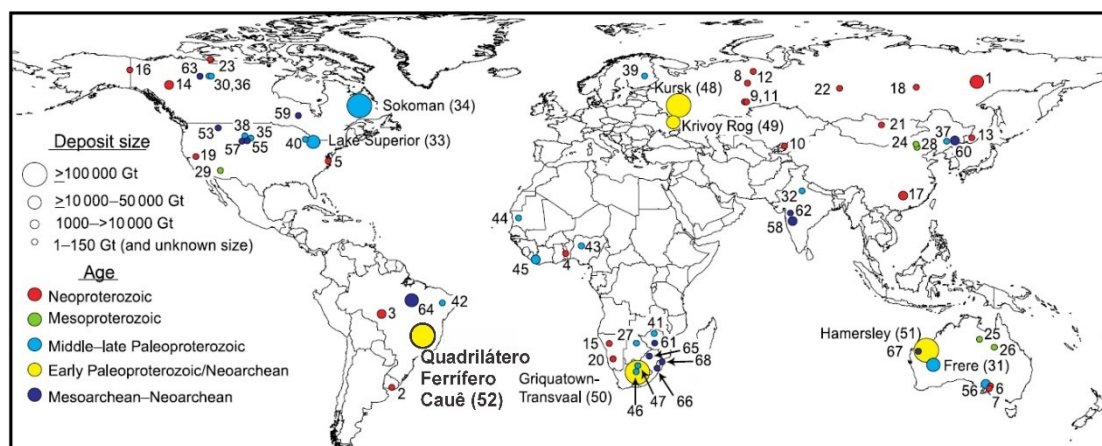 Deposit size
≥100 000 Gt
≥10 000–50 000 Gt
1000–>10 000 Gt
1–150 Gt (and unknown size)
Age
Neoproterozoic
Mesoproterozoic
Middle–late Paleoproterozoic
Early Paleoproterozoic/Neoarchean
Mesoarchean–Neoarchean
16
63
23
14
30,36
59
Sokoman (34)
53
38
35
57
55
40
Lake Superior (33)
19
29
5
3
64
42
Quadrilátero
Ferrífero
Cauê (52)
2
39
8
12
Kursk (48)
9,11
Krivoy Rog (49)
10
22
18
1
21
24
28
37
60
13
17
32
62
58
44
45
4
43
41
27
61
15
20
65
68
Griquatown-
Transvaal (50)
46
47
66
Hamersley (51)
67
25
26
Frere (31)
56
6
7